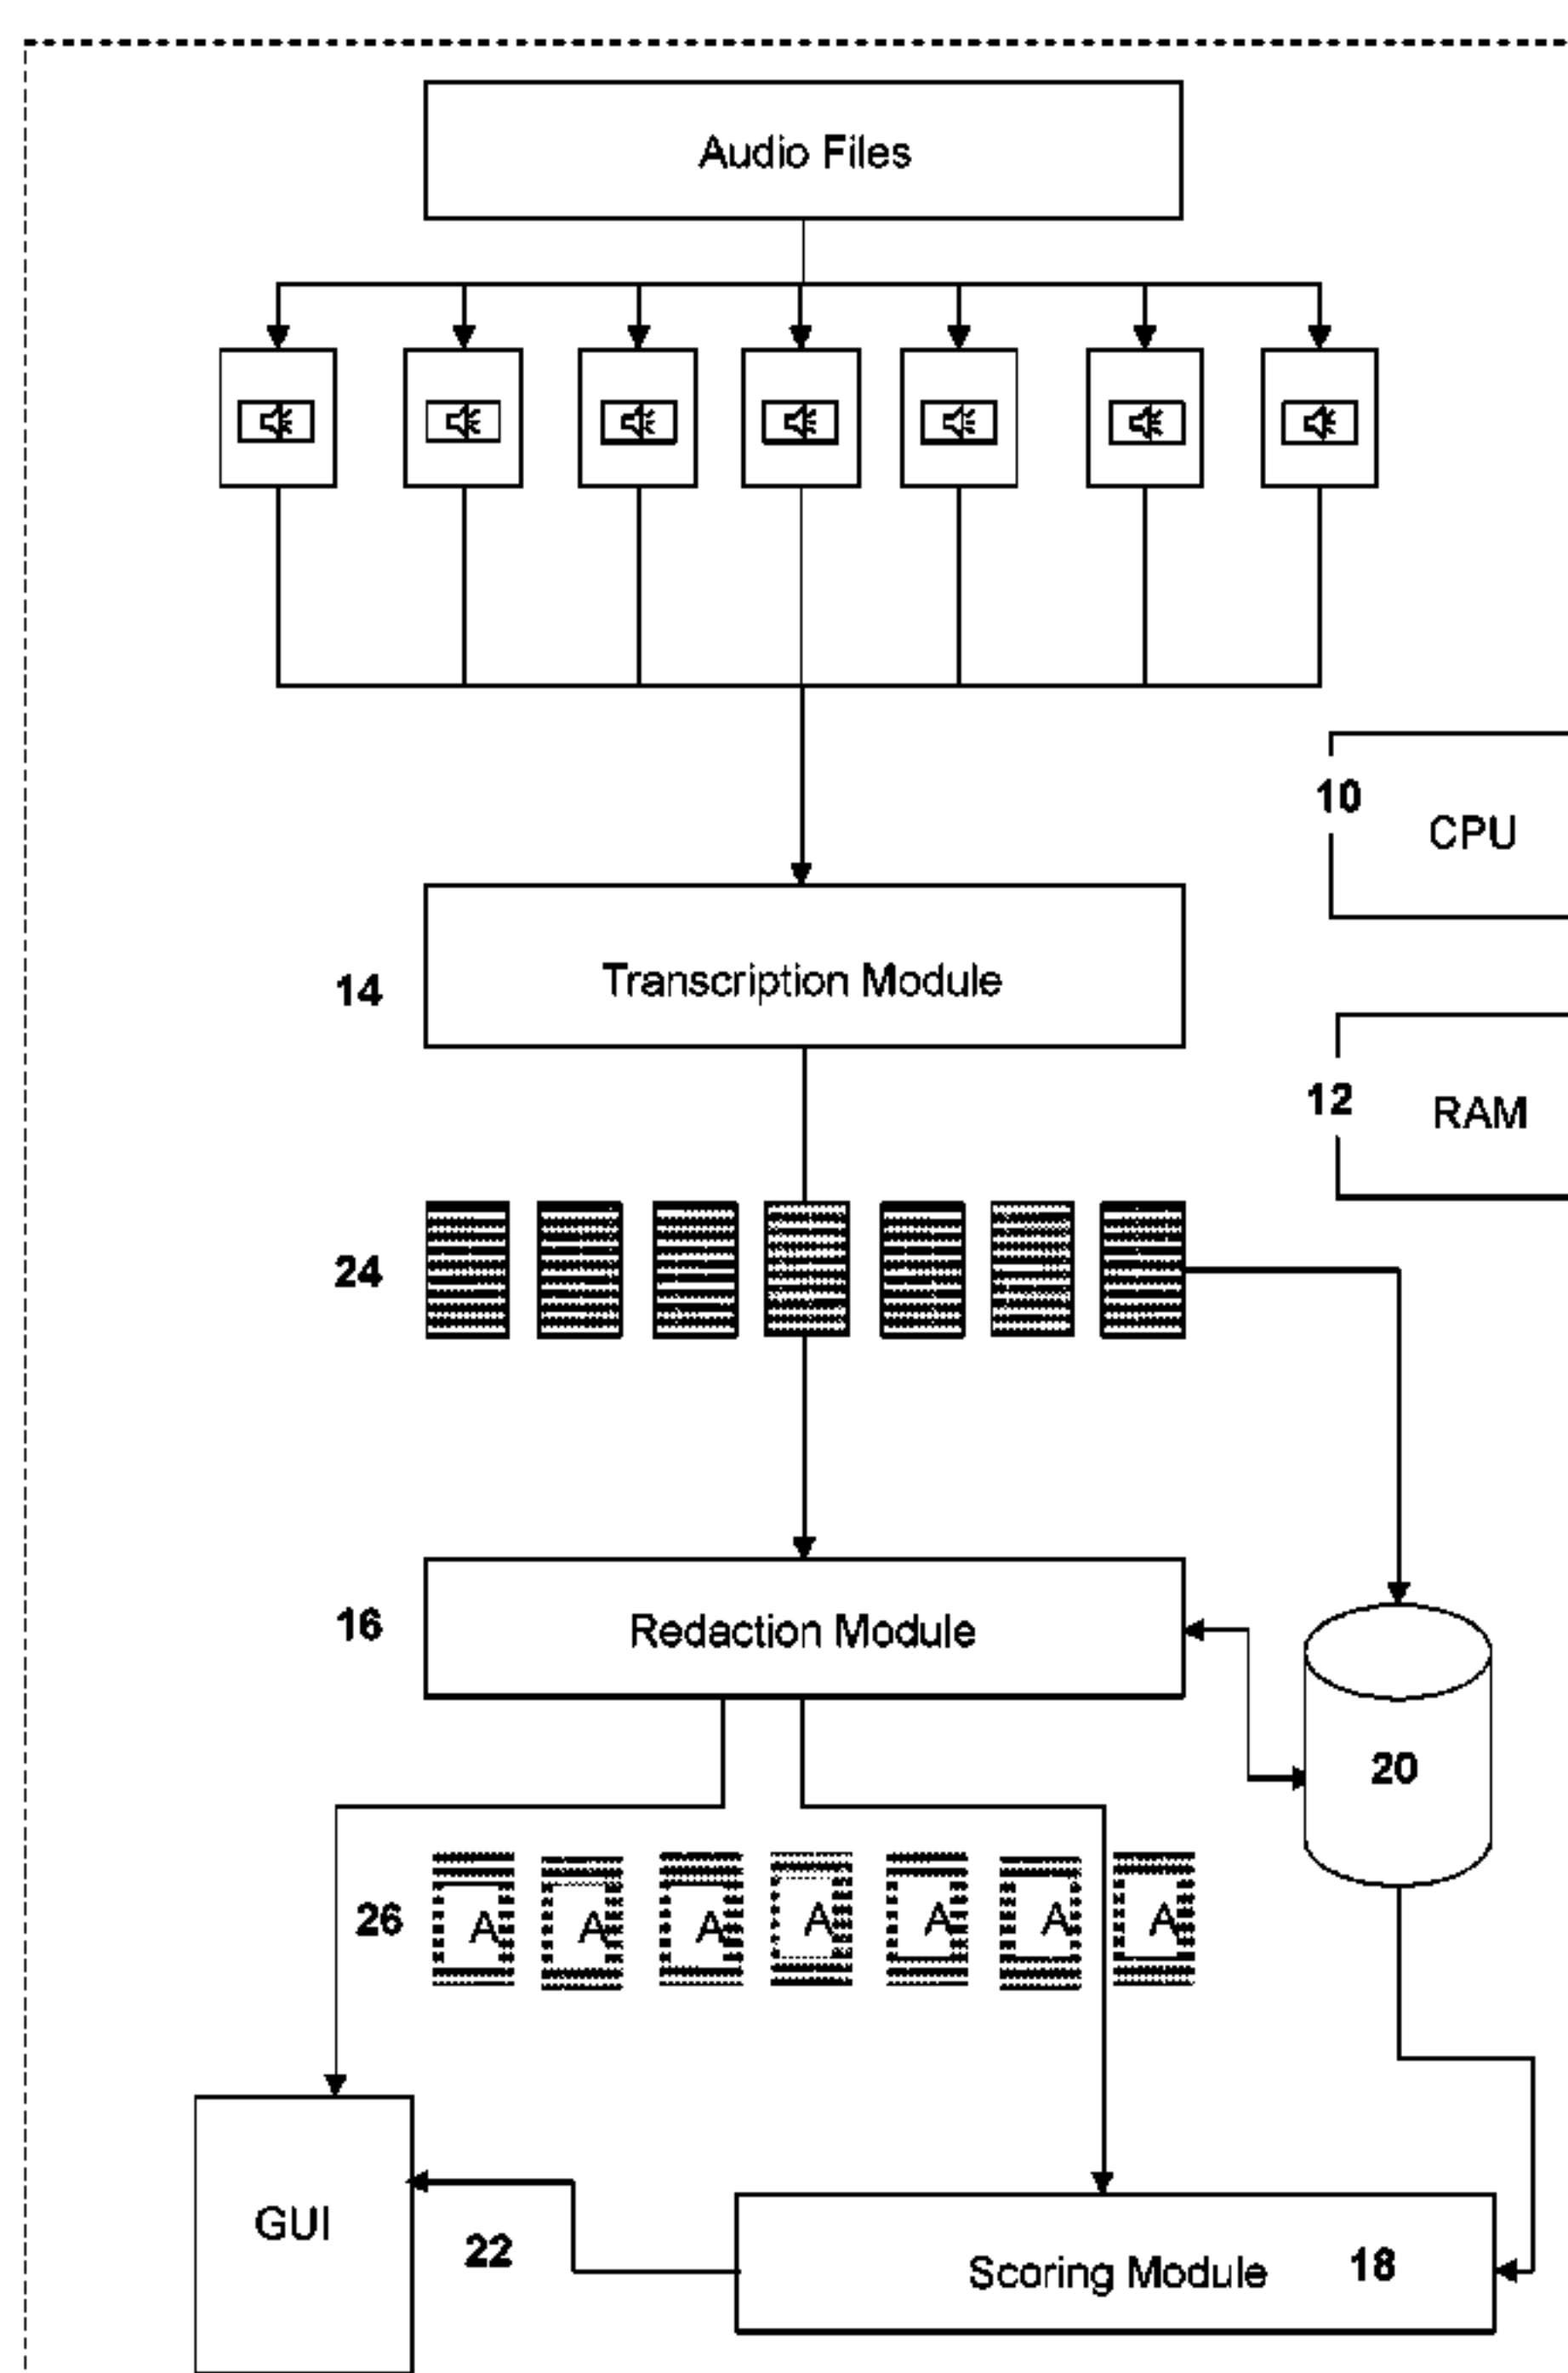 Audio Files
10
CPU
14
Transcription Module
12
RAM
24
16
Redaction Module
20
26
A A A A A A A
GUI
22
Scoring Module
18